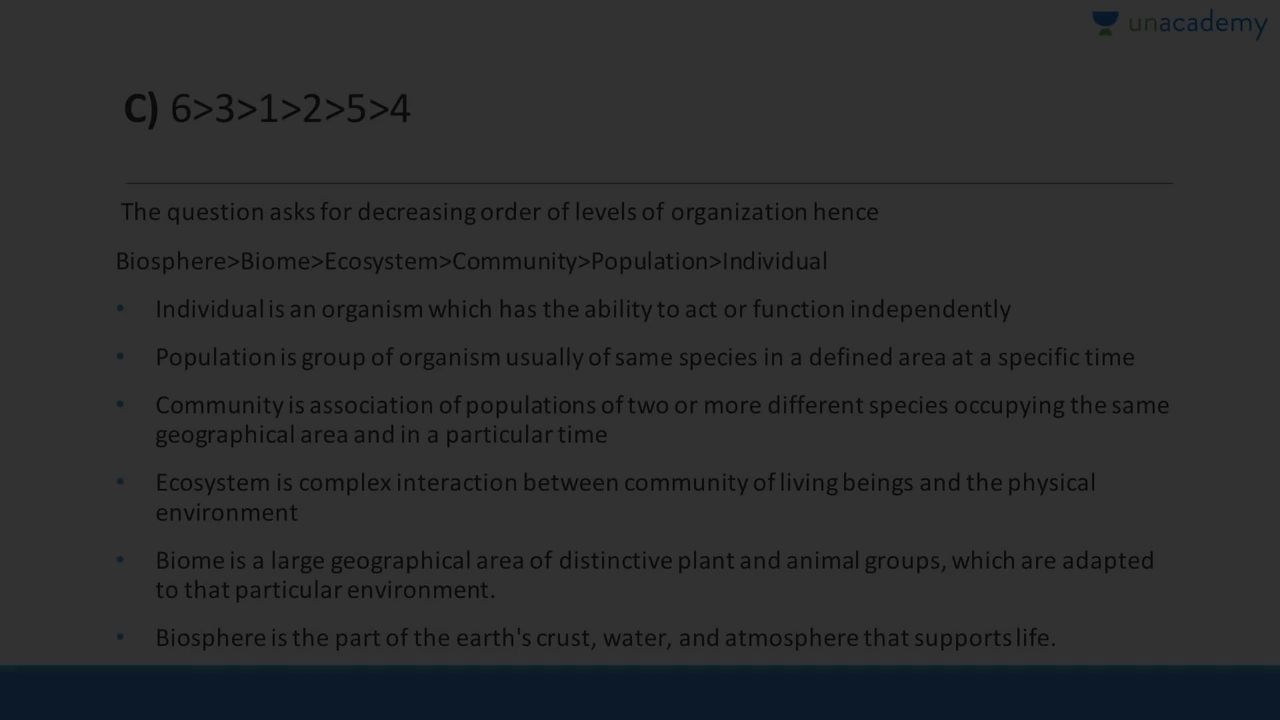 unacademy
C) 6>3>1>2>5>4
The question asks for decreasing order of levels of organization hence
Biosphere>Biome>Ecosystem>Community>Population>Individual
• Individual is an organism which has the ability to act or function independently
• Population is group of organism usually of same species in a defined area at a specific time
• Community is association of populations of two or more different species occupying the same
geographical area and in a particular time
• Ecosystem is complex interaction between community of living beings and the physical
environment
• Biome is a large geographical area of distinctive plant and animal groups, which are adapted
to that particular environment.
• Biosphere is the part of the earth's crust, water, and atmosphere that supports life.